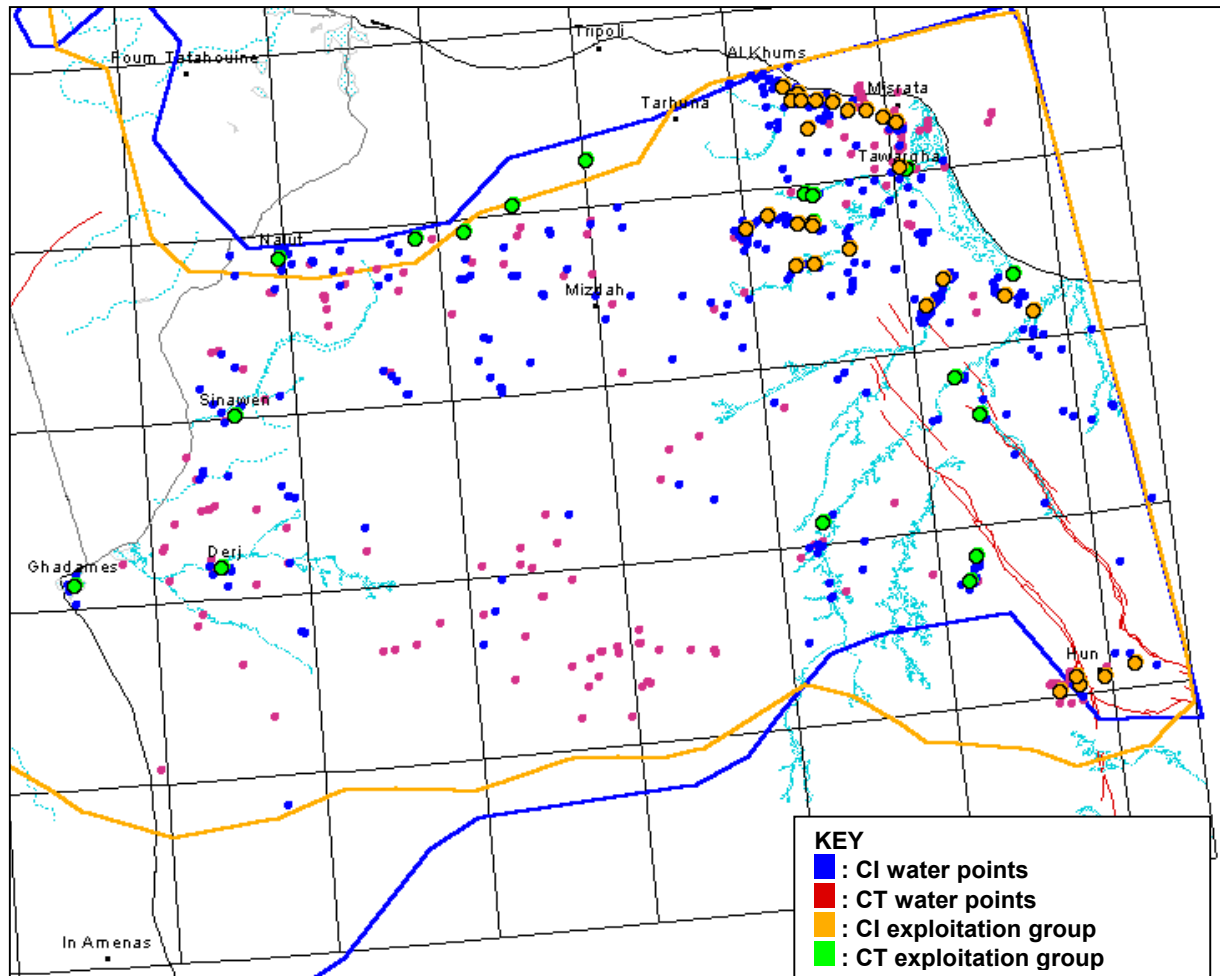 Tripoli
Foum Tatahouine
Al Khums
Misrata
Tarhuna
Tawargha
Nalut
Mizdah
Sinawen
Derj
Ghadames
Hun
In Amenas
KEY
: CI water points
: CT water points
: CI exploitation group
: CT exploitation group